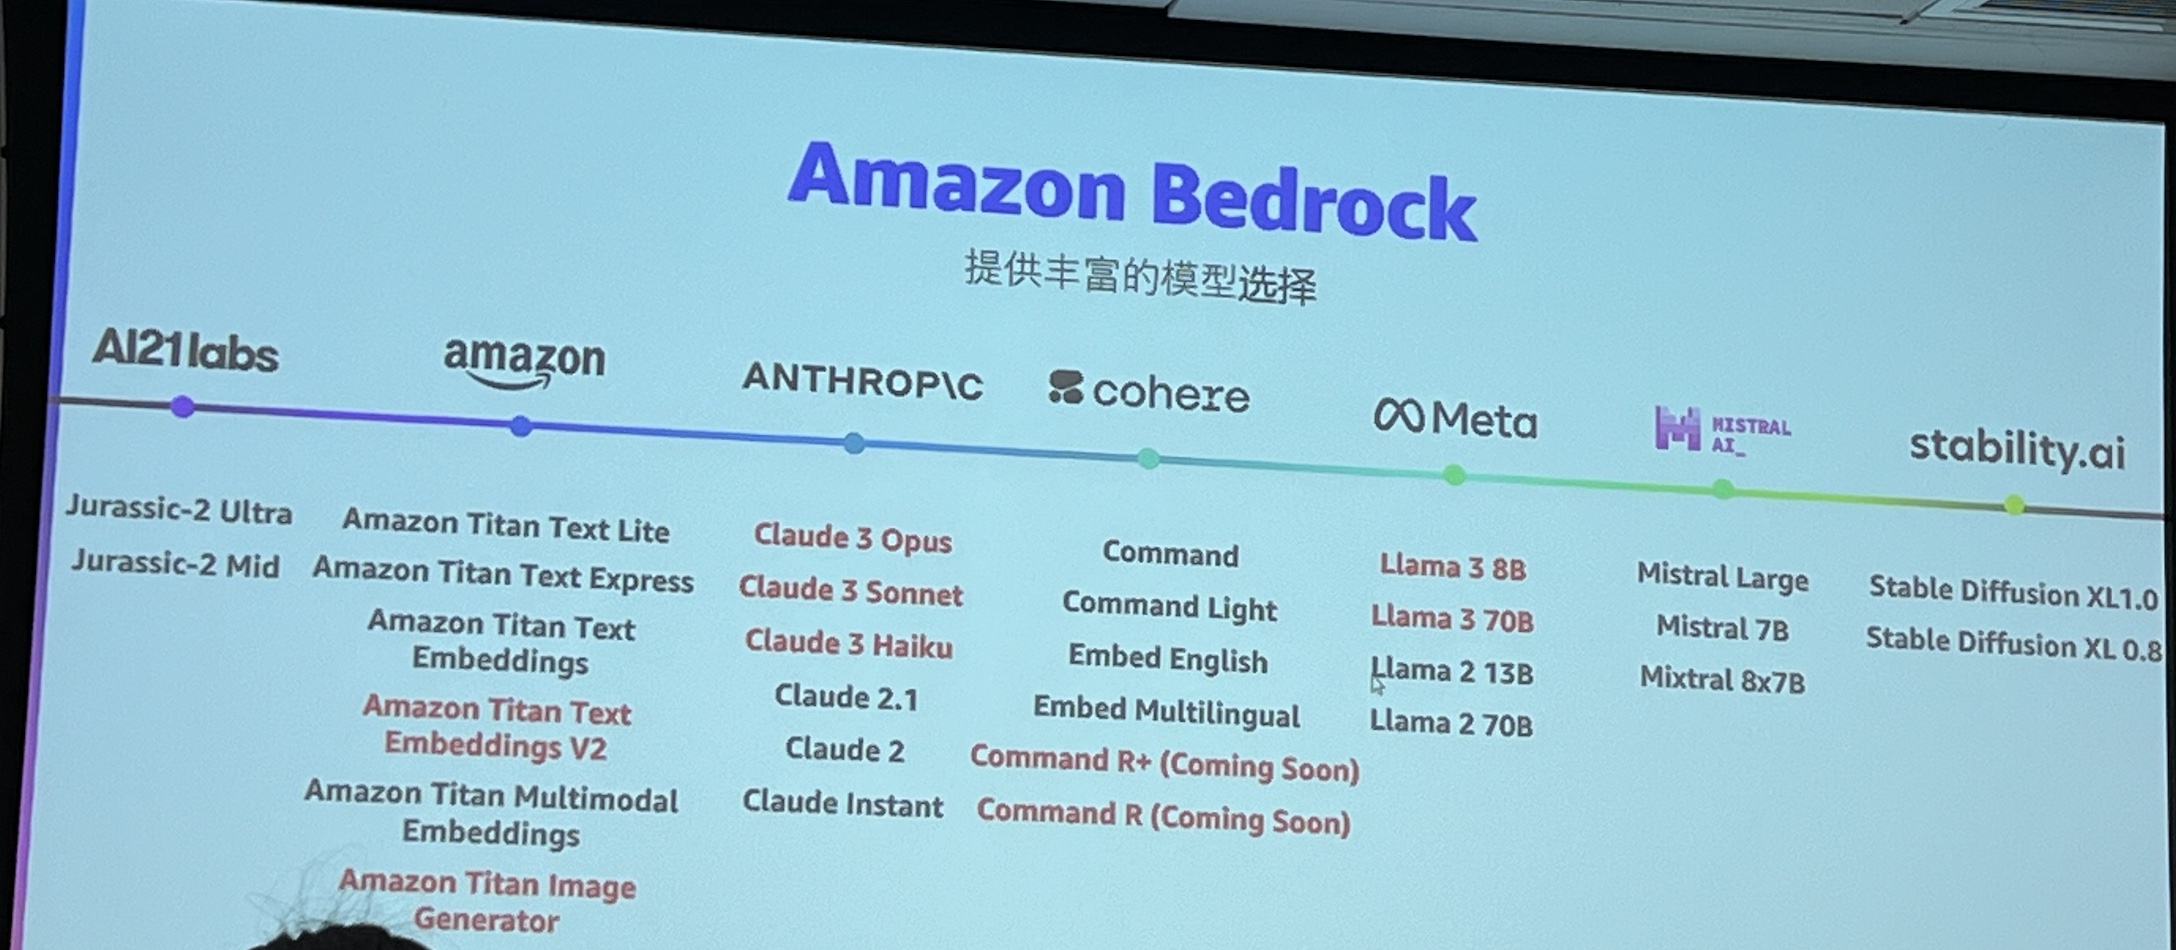 Amazon Bedrock
提供丰富的模型选择
AI21labs
Jurassic-2 Ultra
Jurassic-2 Mid
amazon
Amazon Titan Text Lite
Amazon Titan Text Express
Amazon Titan Text
Embeddings
Amazon Titan Text
Embeddings V2
Amazon Titan Multimodal
Embeddings
Amazon Titan Image
Generator
ANTHROP\C
Claude 3 Opus
Claude 3 Sonnet
Claude 3 Haiku
Claude 2.1
Claude 2
Claude Instant
cohere
Command
Command Light
Embed English
Embed Multilingual
Command R+ (Coming Soon)
Command R (Coming Soon)
Meta
Llama 3 8B
Llama 3 70B
Llama 2 13B
Llama 2 70B
MISTRAL
AI_
Mistral Large
Mistral 7B
Mixtral 8x7B
stability.ai
Stable Diffusion XL1.0
Stable Diffusion XL 0.8